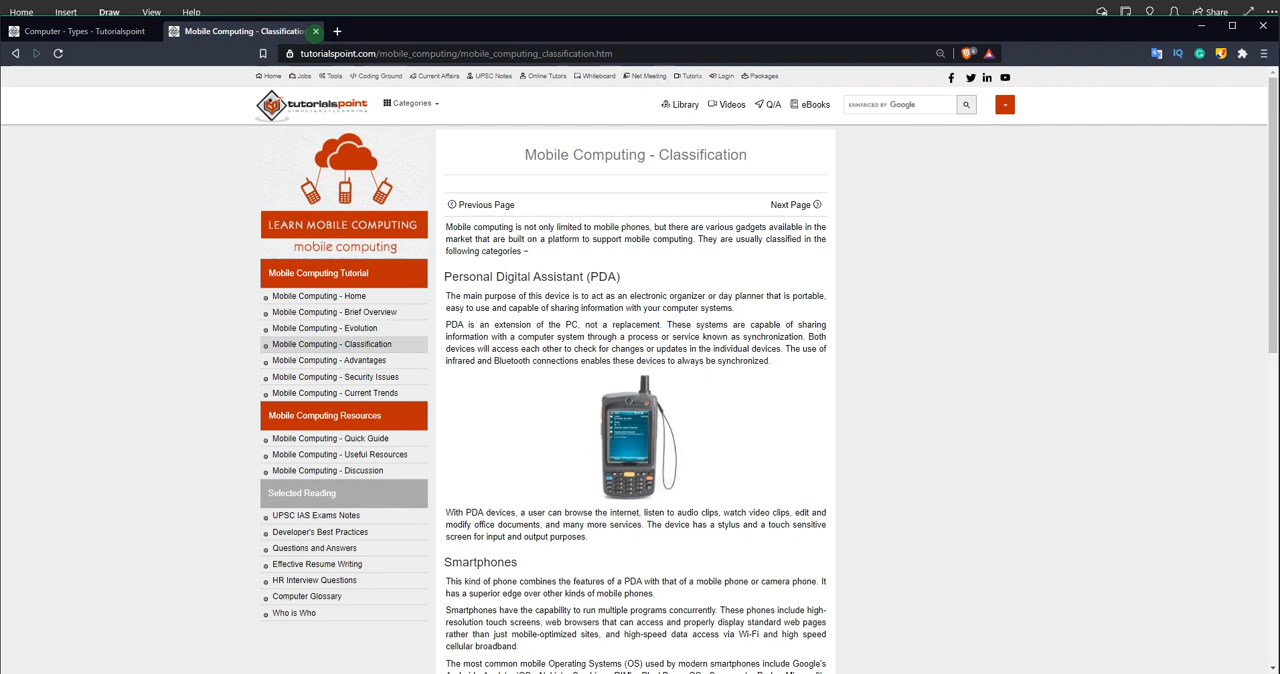 Home Insert Draw View Help Share
Computer - Types - Tutorialspoint Mobile Computing - Classificatio
tutorialspoint.com/mobile_computing/mobile_computing_classification.htm
Home Jobs Tools Coding Ground Current Affairs UPSC Notes Online Tutors Whiteboard Net Meeting Tutorix Login Packages
tutorialspoint Categories Library Videos Q/A eBooks ENHANCED BY Google
LEARN MOBILE COMPUTING
mobile computing
Mobile Computing Tutorial
Mobile Computing - Home
Mobile Computing - Brief Overview
Mobile Computing - Evolution
Mobile Computing - Classification
Mobile Computing - Advantages
Mobile Computing - Security Issues
Mobile Computing - Current Trends
Mobile Computing Resources
Mobile Computing - Quick Guide
Mobile Computing - Useful Resources
Mobile Computing - Discussion
Selected Reading
UPSC IAS Exams Notes
Developer's Best Practices
Questions and Answers
Effective Resume Writing
HR Interview Questions
Computer Glossary
Who is Who
Mobile Computing - Classification
Previous Page Next Page
Mobile computing is not only limited to mobile phones, but there are various gadgets available in the
market that are built on a platform to support mobile computing. They are usually classified in the
following categories −
Personal Digital Assistant (PDA)
The main purpose of this device is to act as an electronic organizer or day planner that is portable,
easy to use and capable of sharing information with your computer systems.
PDA is an extension of the PC, not a replacement. These systems are capable of sharing
information with a computer system through a process or service known as synchronization. Both
devices will access each other to check for changes or updates in the individual devices. The use of
infrared and Bluetooth connections enables these devices to always be synchronized.
With PDA devices, a user can browse the internet, listen to audio clips, watch video clips, edit and
modify office documents, and many more services. The device has a stylus and a touch sensitive
screen for input and output purposes.
Smartphones
This kind of phone combines the features of a PDA with that of a mobile phone or camera phone. It
has a superior edge over other kinds of mobile phones.
Smartphones have the capability to run multiple programs concurrently. These phones include high-
resolution touch screens, web browsers that can access and properly display standard web pages
rather than just mobile-optimized sites, and high-speed data access via Wi-Fi and high speed
cellular broadband.
The most common mobile Operating Systems (OS) used by modern smartphones include Google's